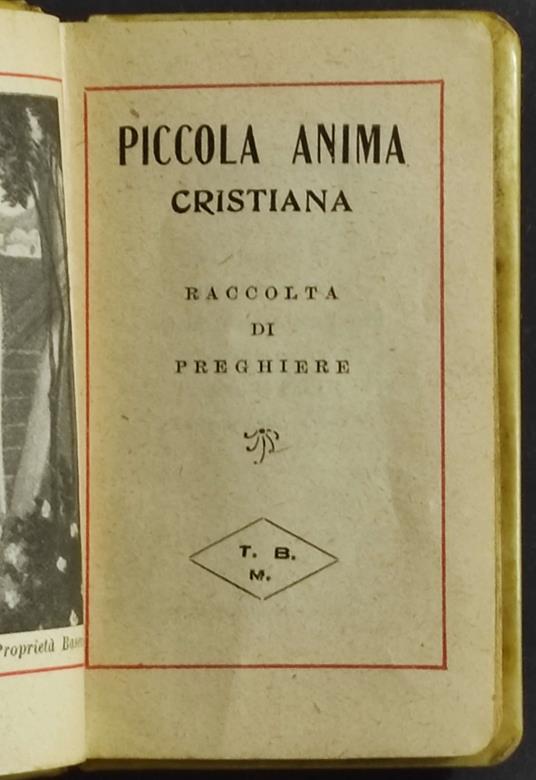 PICCOLA ANIMA
CRISTIANA
RACCOLTA
DI
PREGHIERE
T. B.
M.
Proprietà